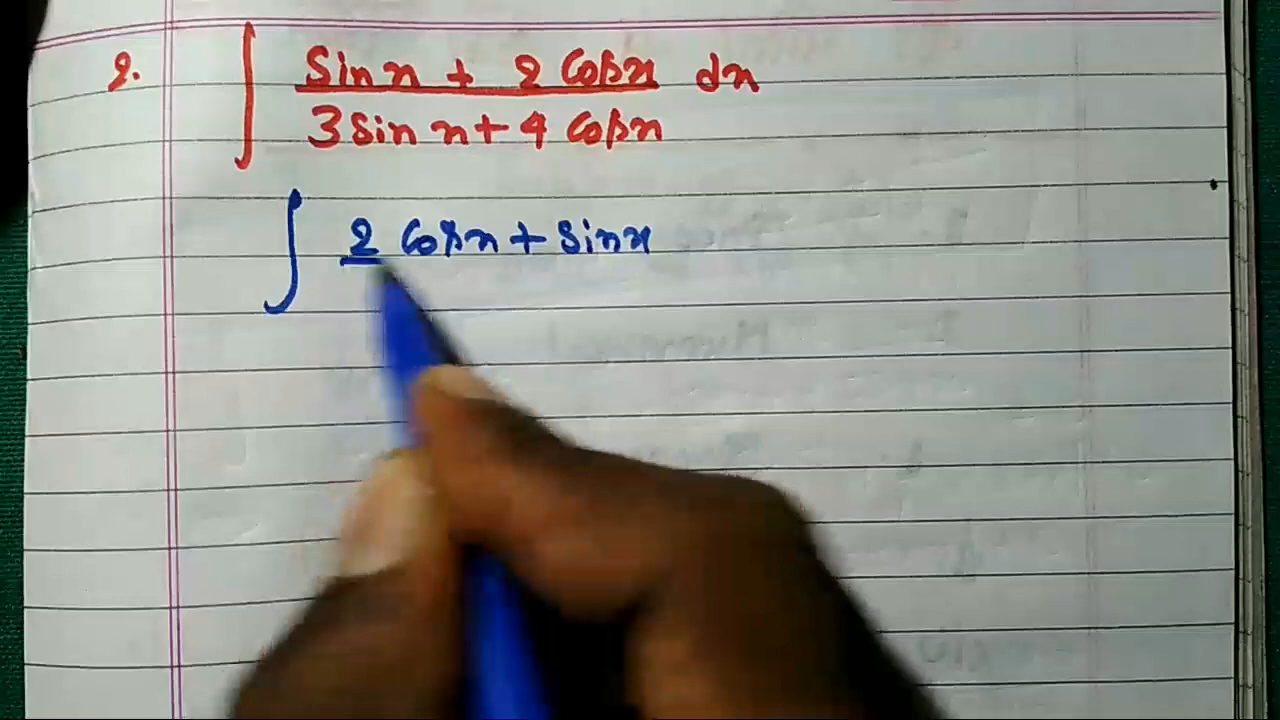 2. ∫ Sin x + 2 Cos x dx
3 Sin x + 4 Cos x
∫ 2 Cos x + Sin x